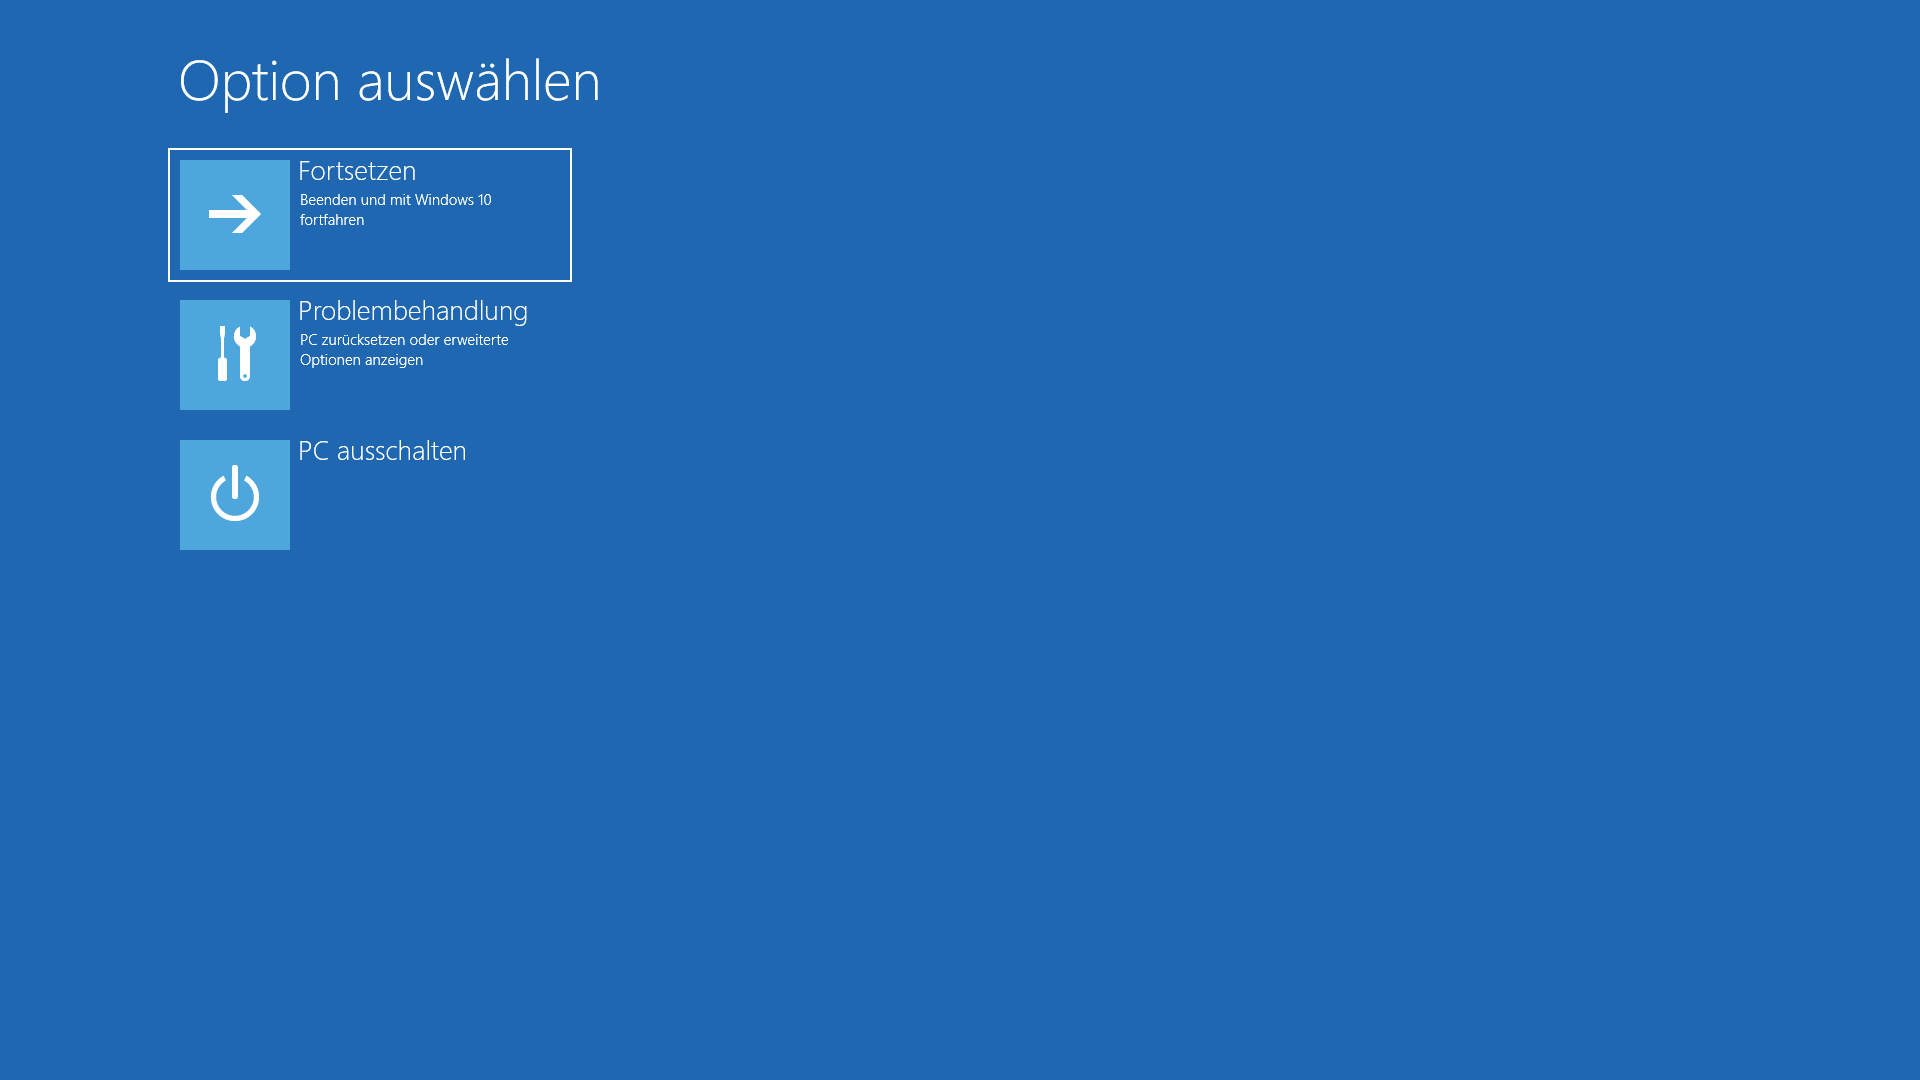 Option auswählen
Fortsetzen
Beenden und mit Windows 10
fortfahren
Problembehandlung
PC zurücksetzen oder erweiterte
Optionen anzeigen
PC ausschalten